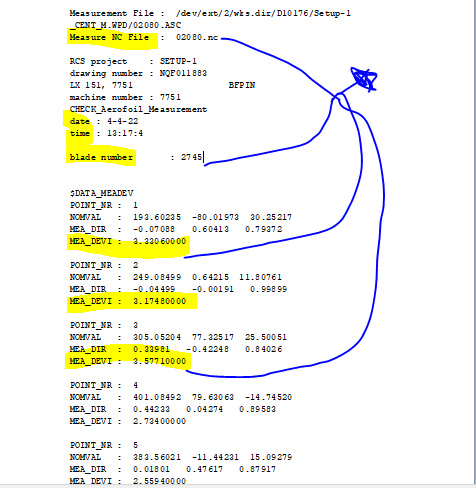 Measurement File : /dev/ext/2/wks.dir/D10176/Setup-1
_CENT_M.WPD/02080.ASC
Measure NC File : 02080.nc
RCS project : SETUP-1
drawing number : NQF011883
LX 151, 7751 BFPIN
machine number : 7751
CHECK_Aerofoil_Measurement
date : 4-4-22
time : 13:17:4
blade number : 2745
$DATA_MEADEV
POINT_NR : 1
NOMVAL : 193.60235 -80.01973 30.25217
MEA_DIR : -0.07088 0.60413 0.79372
MEA_DEVI : 3.33060000
POINT_NR : 2
NOMVAL : 249.08499 0.64215 11.80761
MEA_DIR : -0.04499 -0.00191 0.99899
MEA_DEVI : 3.17480000
POINT_NR : 3
NOMVAL : 305.05204 77.32517 25.50051
MEA_DIR : 0.33981 -0.42248 0.84026
MEA_DEVI : 3.57710000
POINT_NR : 4
NOMVAL : 401.08492 79.63063 -14.74520
MEA_DIR : 0.44233 0.04274 0.89583
MEA_DEVI : 2.73400000
POINT_NR : 5
NOMVAL : 383.56021 -11.44231 15.09279
MEA_DIR : 0.01801 0.47617 0.87917
MEA_DEVI : 2.55940000